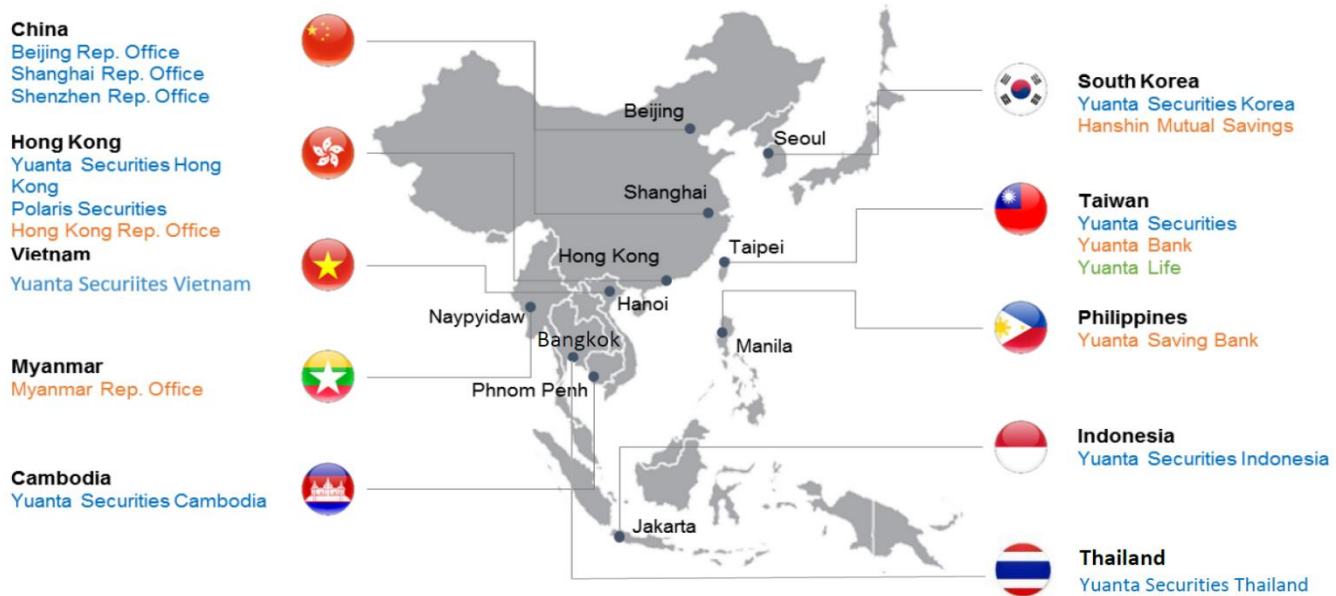 China
Beijing Rep. Office
Shanghai Rep. Office
Shenzhen Rep. Office
Hong Kong
Yuanta Securities Hong
Kong
Polaris Securities
Hong Kong Rep. Office
Vietnam
Yuanta Securiites Vietnam
Myanmar
Myanmar Rep. Office
Cambodia
Yuanta Securities Cambodia
Beijing
Seoul
Shanghai
Taipei
Hong Kong
Hanoi
Naypyidaw
Bangkok
Manila
Phnom Penh
Jakarta
South Korea
Yuanta Securities Korea
Hanshin Mutual Savings
Taiwan
Yuanta Securities
Yuanta Bank
Yuanta Life
Philippines
Yuanta Saving Bank
Indonesia
Yuanta Securities Indonesia
Thailand
Yuanta Securities Thailand